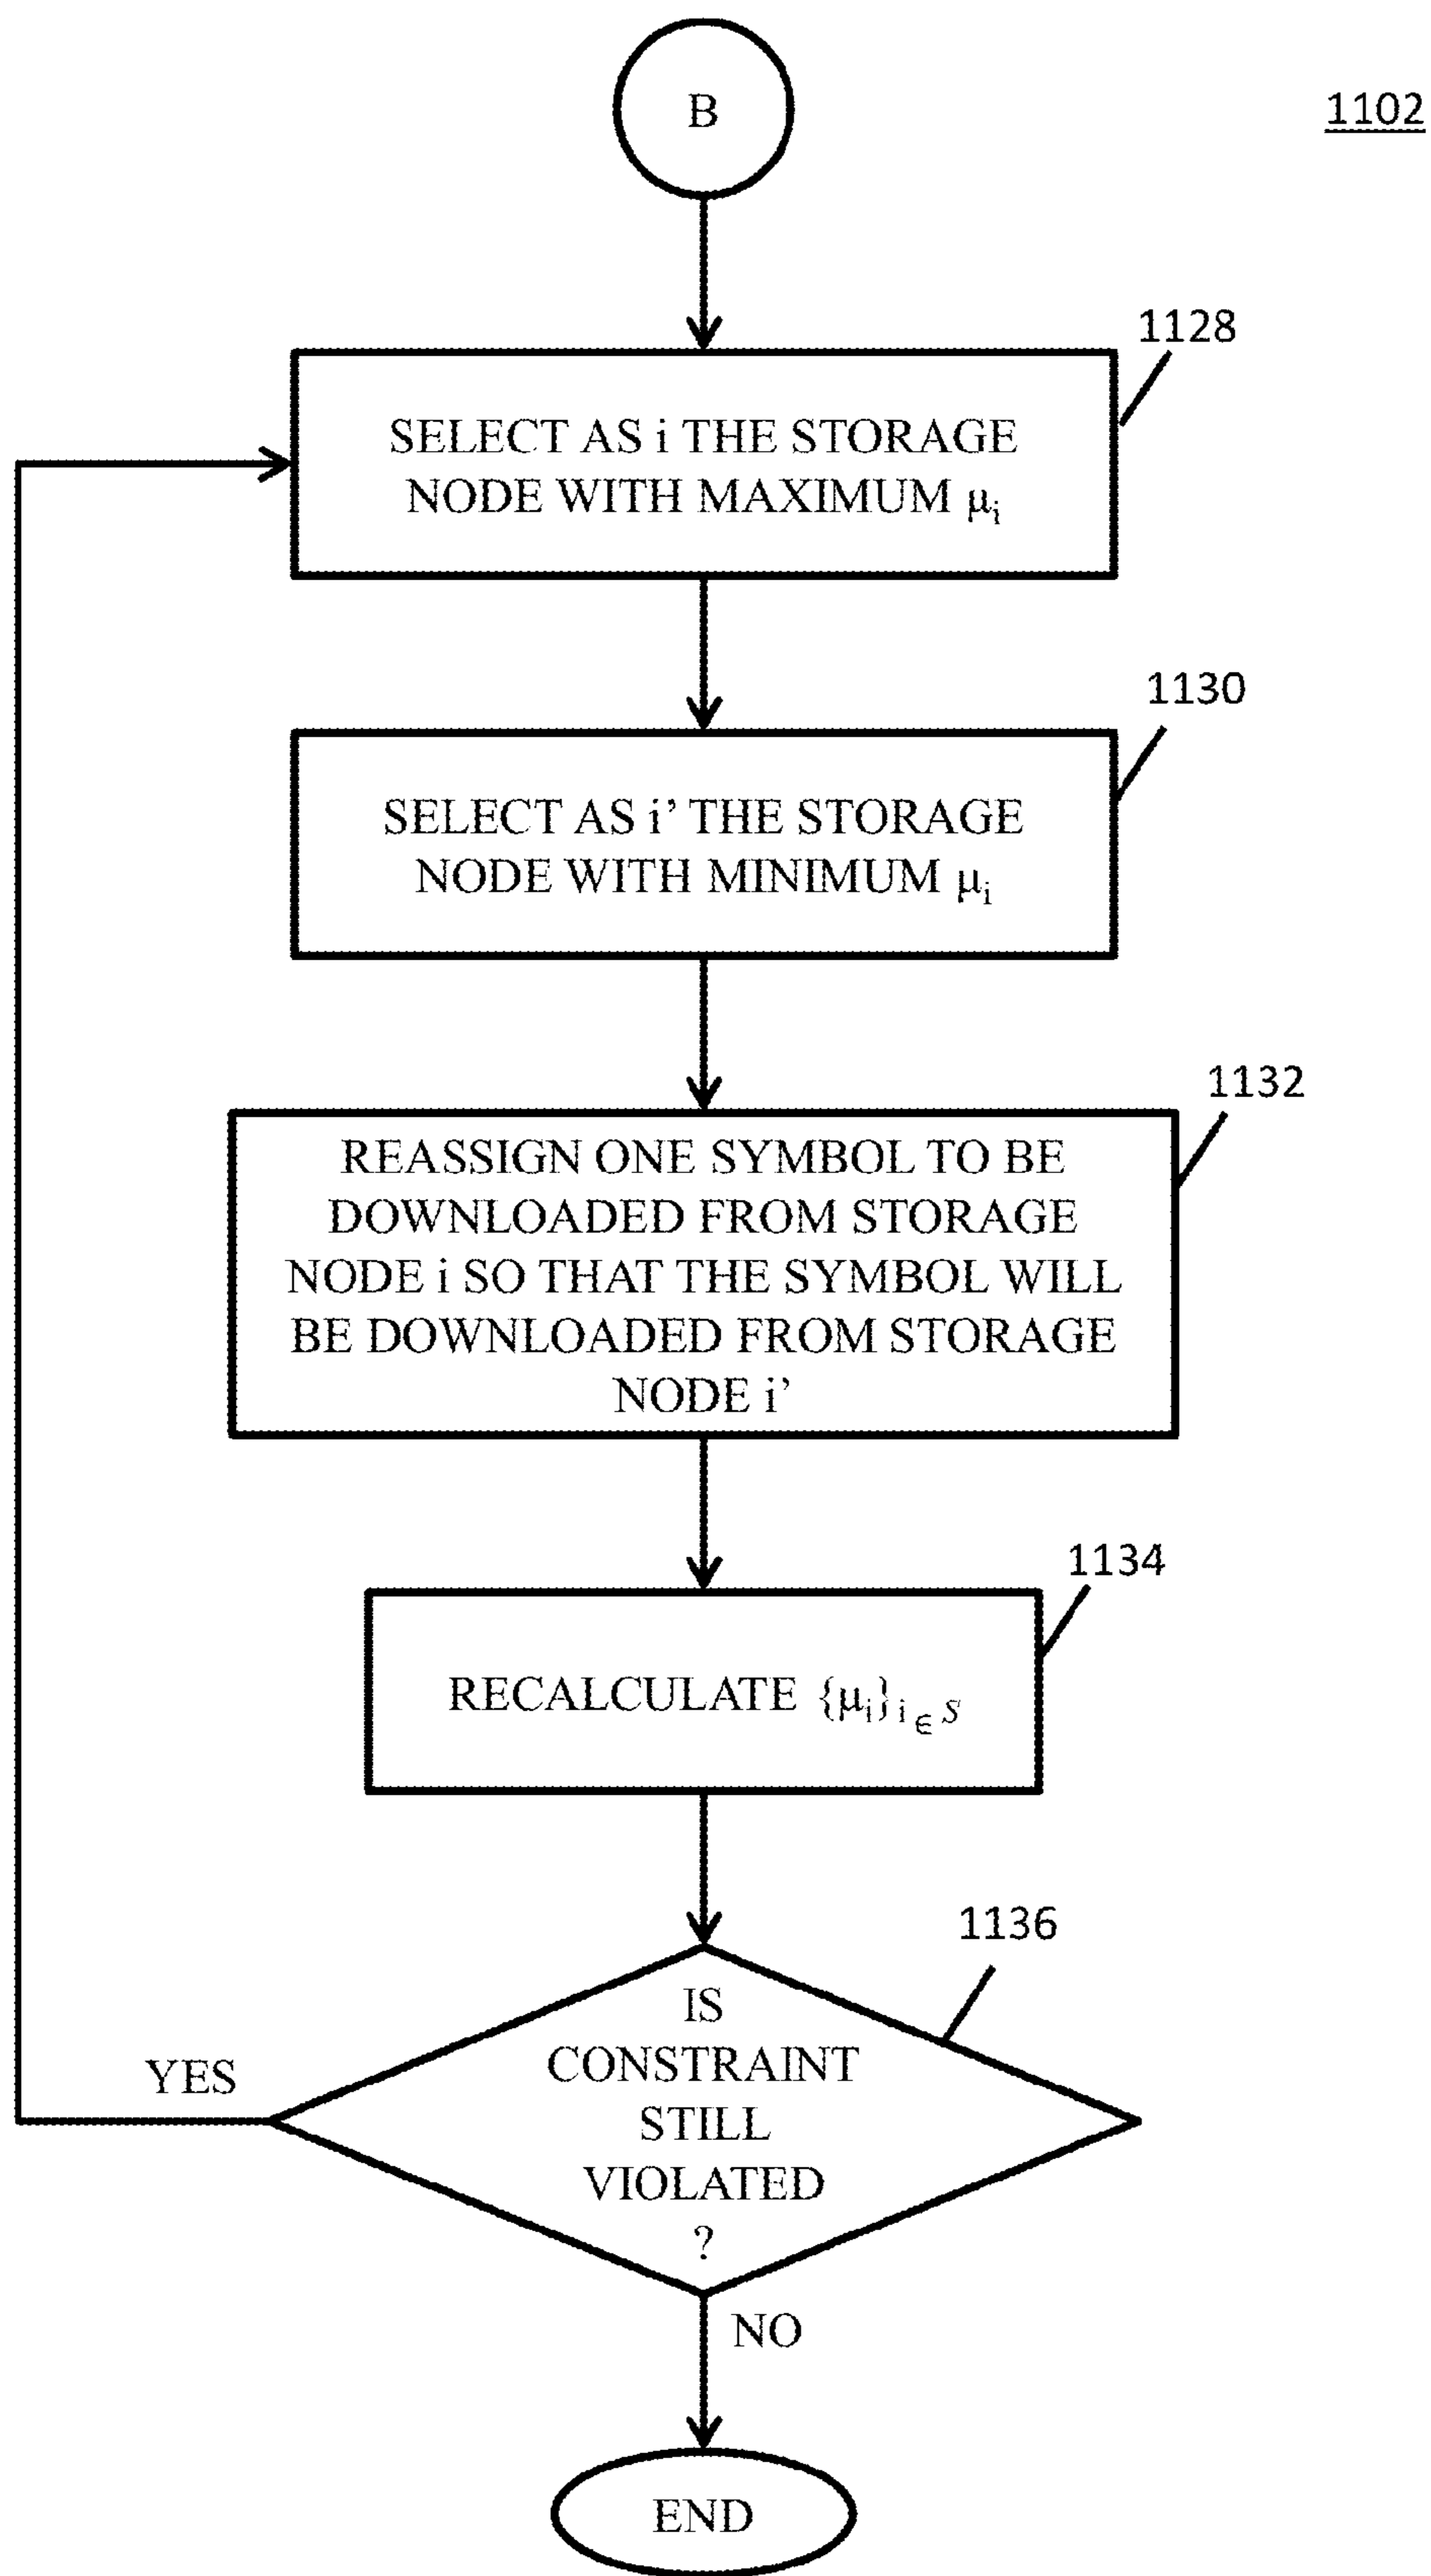 B
1102
1128
SELECT AS i THE STORAGE
NODE WITH MAXIMUM μi
1130
SELECT AS i’ THE STORAGE
NODE WITH MINIMUM μi
1132
REASSIGN ONE SYMBOL TO BE
DOWNLOADED FROM STORAGE
NODE i SO THAT THE SYMBOL WILL
BE DOWNLOADED FROM STORAGE
NODE i’
1134
RECALCULATE {μi}i∈S
1136
IS
CONSTRAINT
STILL
VIOLATED
?
YES
NO
END